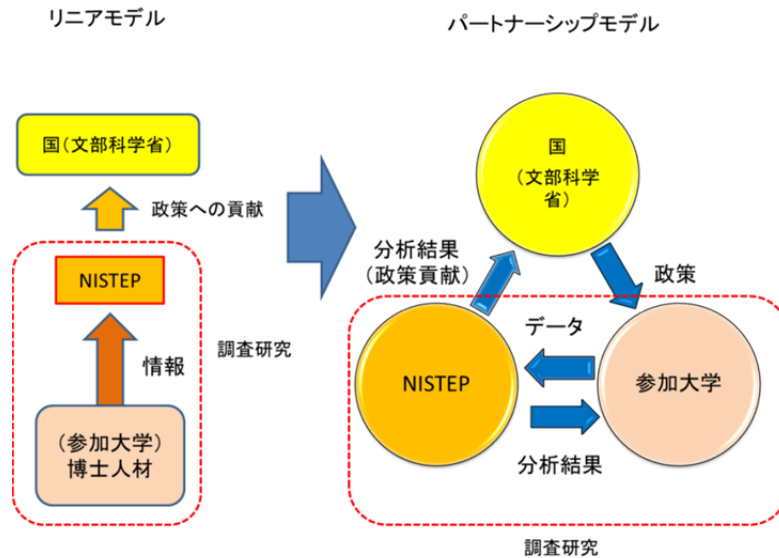 リニアモデル
国(文部科学省)
政策への貢献
NISTEP
調査研究
情報
(参加大学)
博士人材
パートナーシップモデル
国
(文部科学
省)
分析結果
(政策貢献)
政策
データ
NISTEP
参加大学
分析結果
調査研究